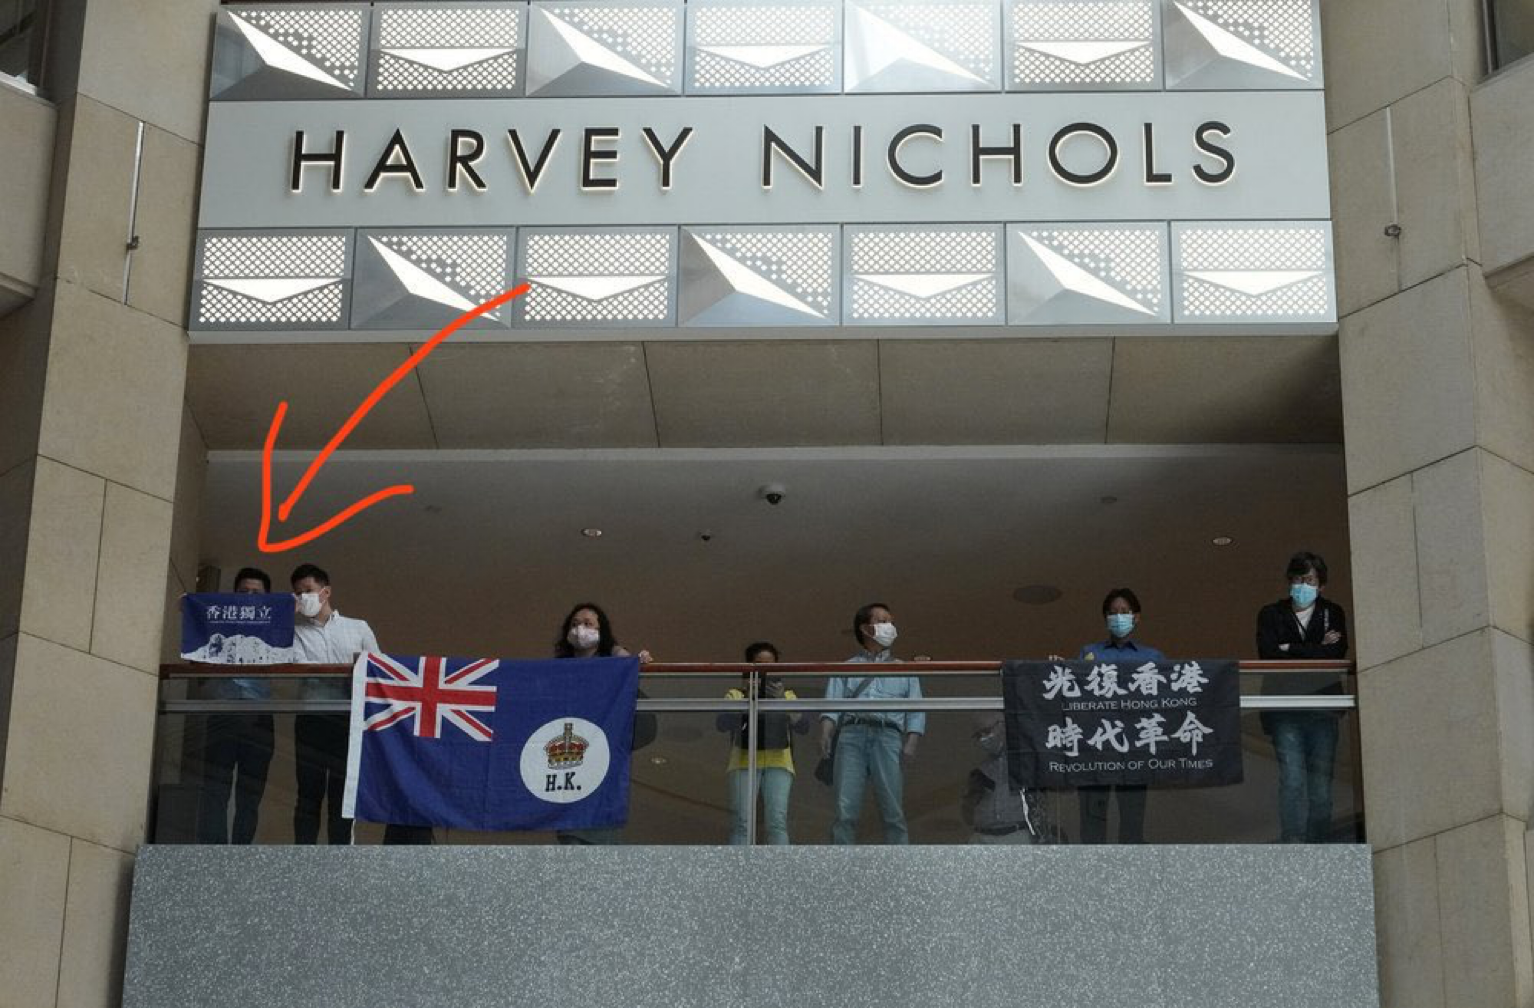 HARVEY NICHOLS
香港獨立
H.K.
光復香港
LIBERATE HONG KONG
時代革命
REVOLUTION OF OUR TIMES